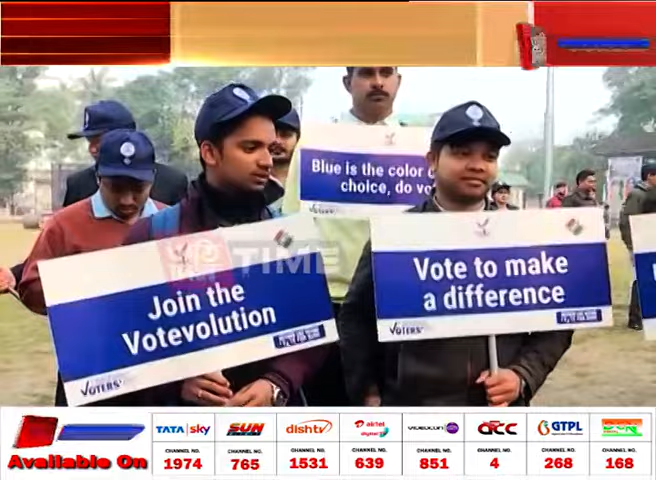 Blue is the color
choice, do
TIME
Join the
Votevolution
VOTERS'
Vote to make
a difference
VOTERS'
Available On
TATA sky
CHANNEL NO.
1974
SUN
CHANNEL NO.
765
dishtv
CHANNEL NO.
1531
airtel
digital
CHANNEL NO.
639
VIDEOCON
CHANNEL NO.
851
ACC
CHANNEL NO.
4
GTPL
CHANNEL NO.
268
CHANNEL NO.
168